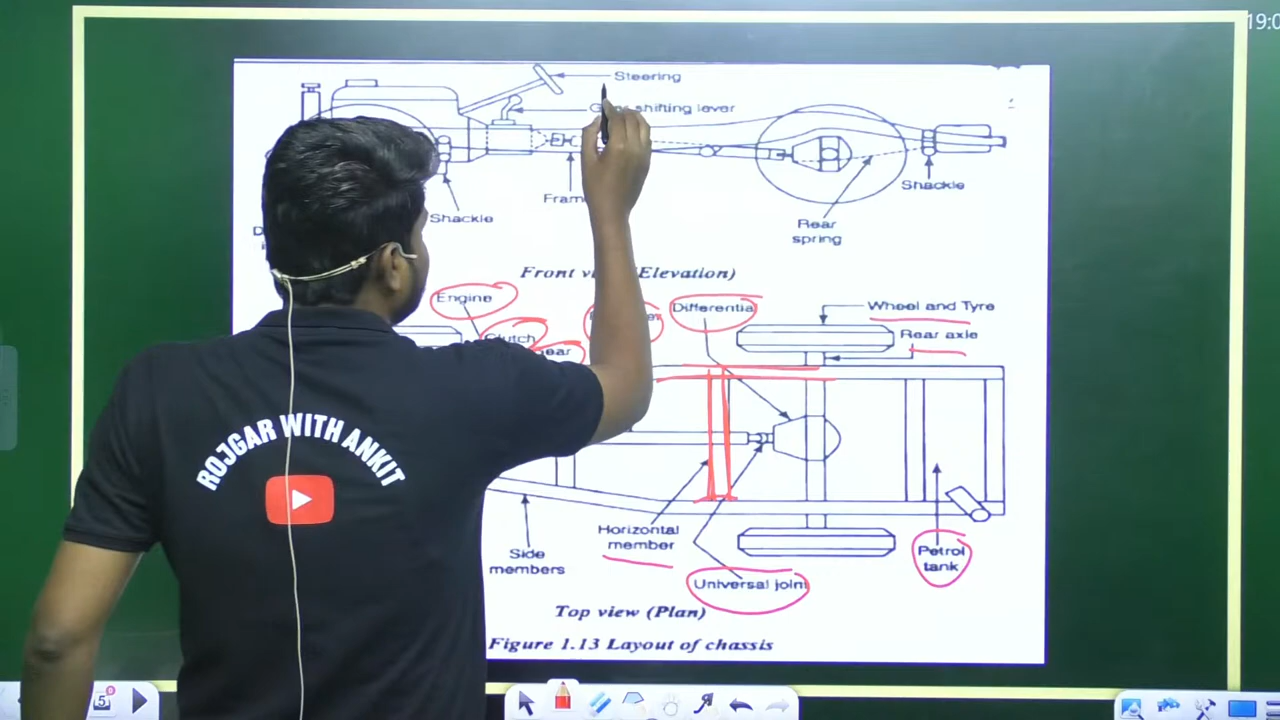 19:0
Steering
shifting lever
Shackle
Shackle
Rear
spring
Engine
Differentia
Wheel and Tyre
Rear axle
Horizontal
member
Side
members
Universal joint
Petrol
tank
Top view (Plan)
Figure 1.13 Layout of chassis
ROJGAR WITH ANKIT
5
Front
(Elevation)